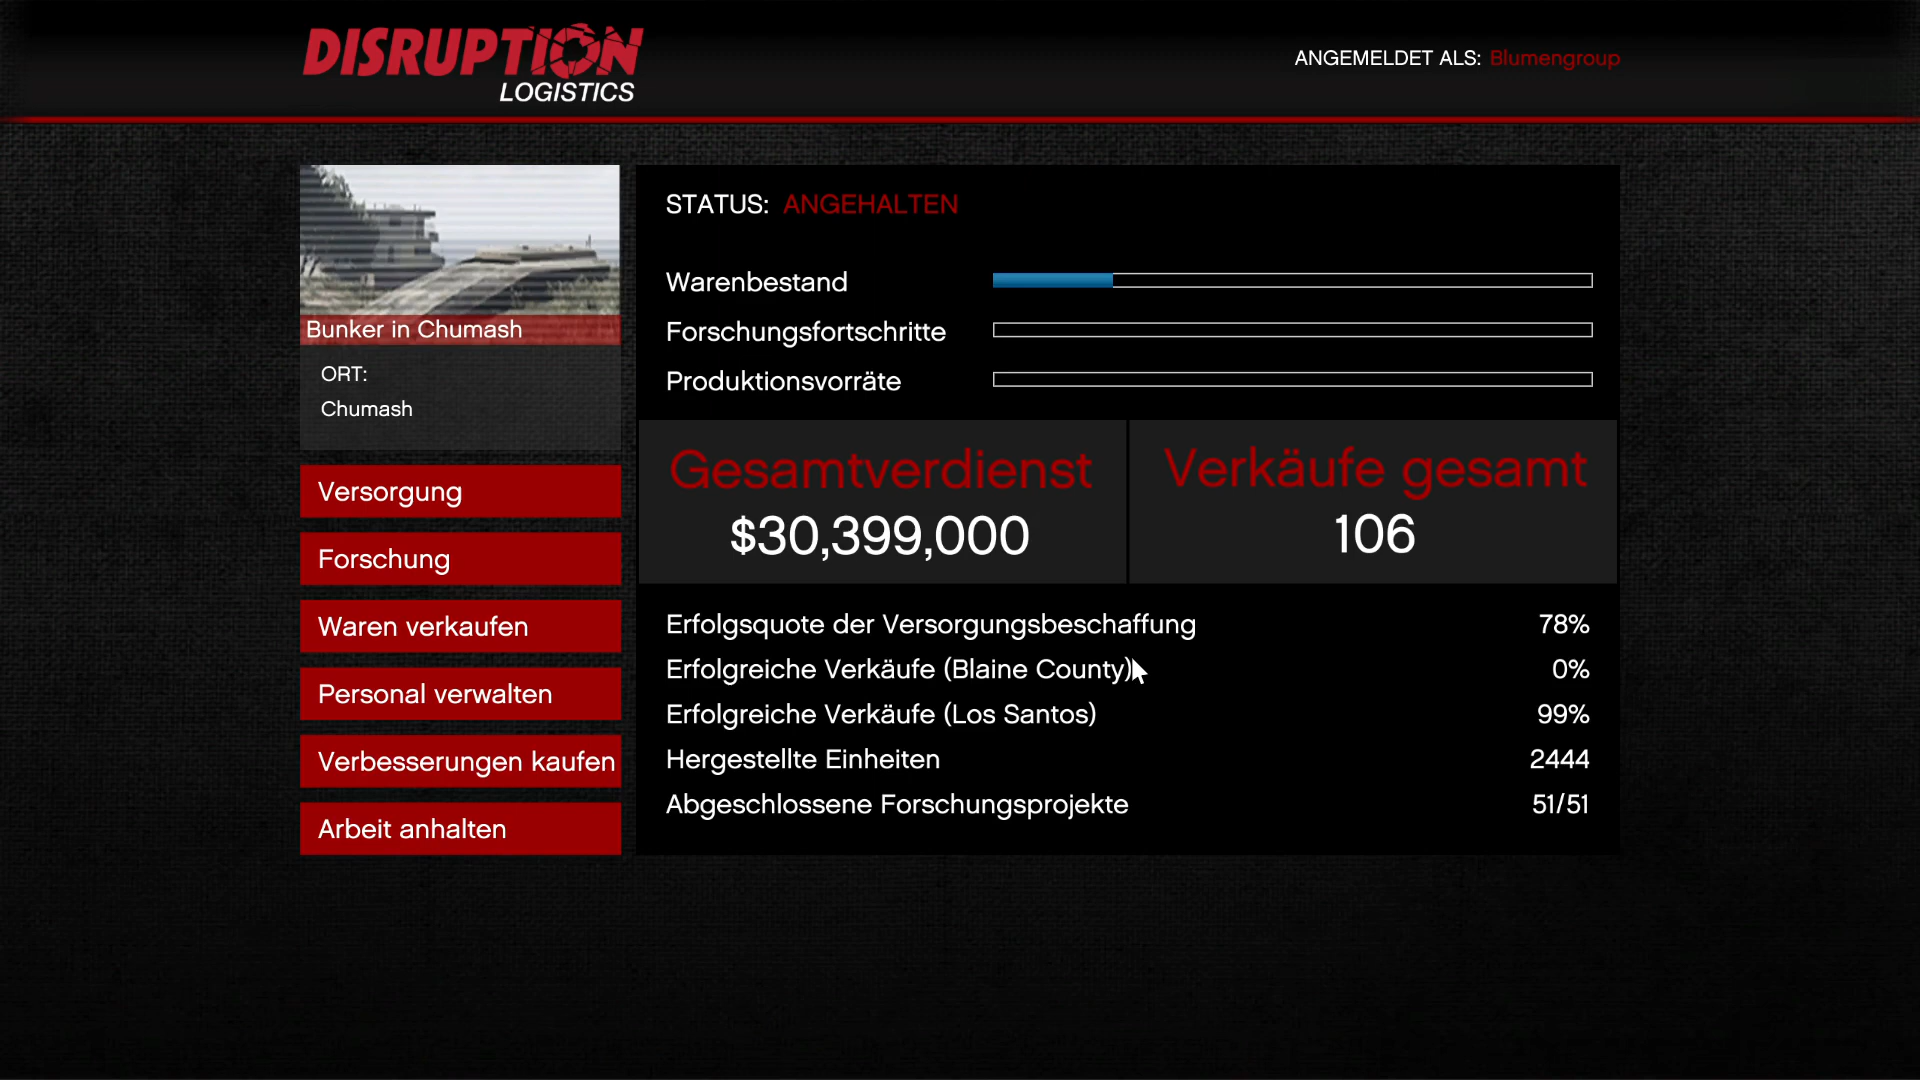 DISRUPTION
LOGISTICS
ANGEMELDET ALS: Blumengroup
Bunker in Chumash
ORT:
Chumash
Versorgung
Forschung
Waren verkaufen
Personal verwalten
Verbesserungen kaufen
Arbeit anhalten
STATUS: ANGEHALTEN
Warenbestand
Forschungsfortschritte
Produktionsvorräte
Gesamtverdienst
$30,399,000
Verkäufe gesamt
106
Erfolgsquote der Versorgungsbeschaffung 78%
Erfolgreiche Verkäufe (Blaine County) 0%
Erfolgreiche Verkäufe (Los Santos) 99%
Hergestellte Einheiten 2444
Abgeschlossene Forschungsprojekte 51/51